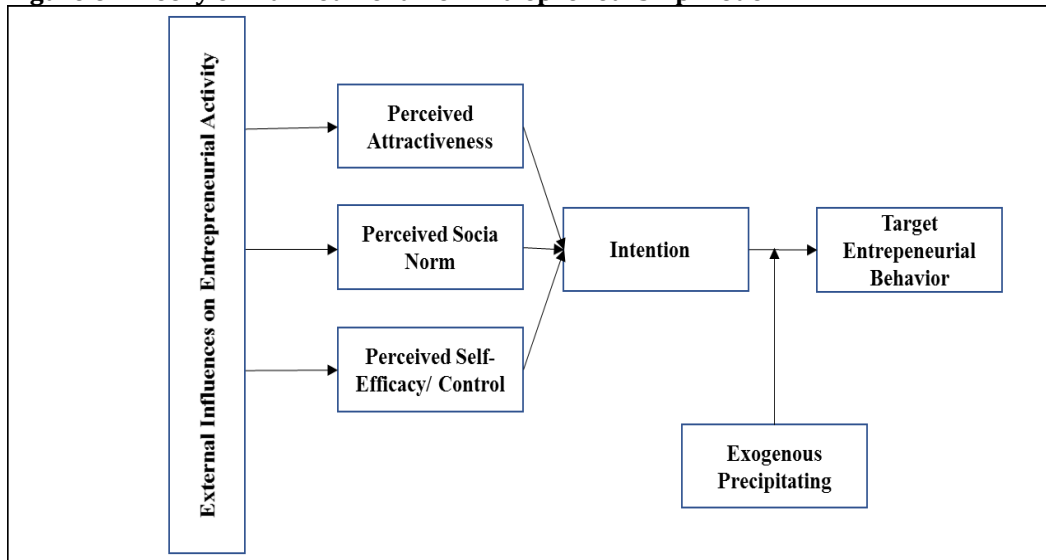 External Influences on Entrepreneurial Activity
Perceived
Attractiveness
Perceived Socia
Norm
Perceived Self-
Efficacy/ Control
Intention
Target
Entrepeneurial
Behavior
Exogenous
Precipitating